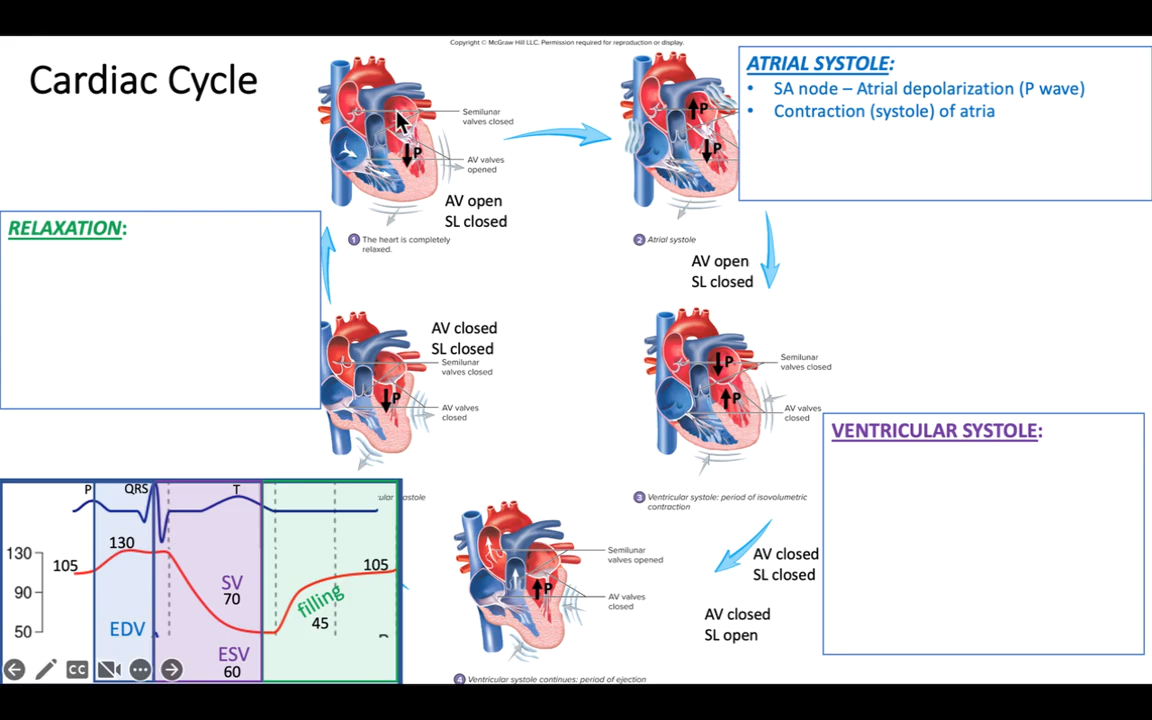 Copyright © McGraw Hill, LLC. Permission required for reproduction or display.
Cardiac Cycle
ATRIAL SYSTOLE:
• SA node – Atrial depolarization (P wave)
• Contraction (systole) of atria
Semilunar
valves closed
P
AV valves
opened
AV open
SL closed
1 The heart is completely
relaxed.
P
P
2 Atrial systole
AV open
SL closed
RELAXATION:
AV closed
SL closed
Semilunar
valves closed
P
AV valves
closed
P
P
Semilunar
valves closed
AV valves
closed
3 Ventricular systole: period of isovolumetric
contraction
VENTRICULAR SYSTOLE:
AV closed
SL closed
Semilunar
valves opened
P
AV valves
closed
AV closed
SL open
4 Ventricular systole continues: period of ejection
P
QRS
T
130
105
130
105
90
50
SV
70
filling
45
EDV
ESV
60
CC